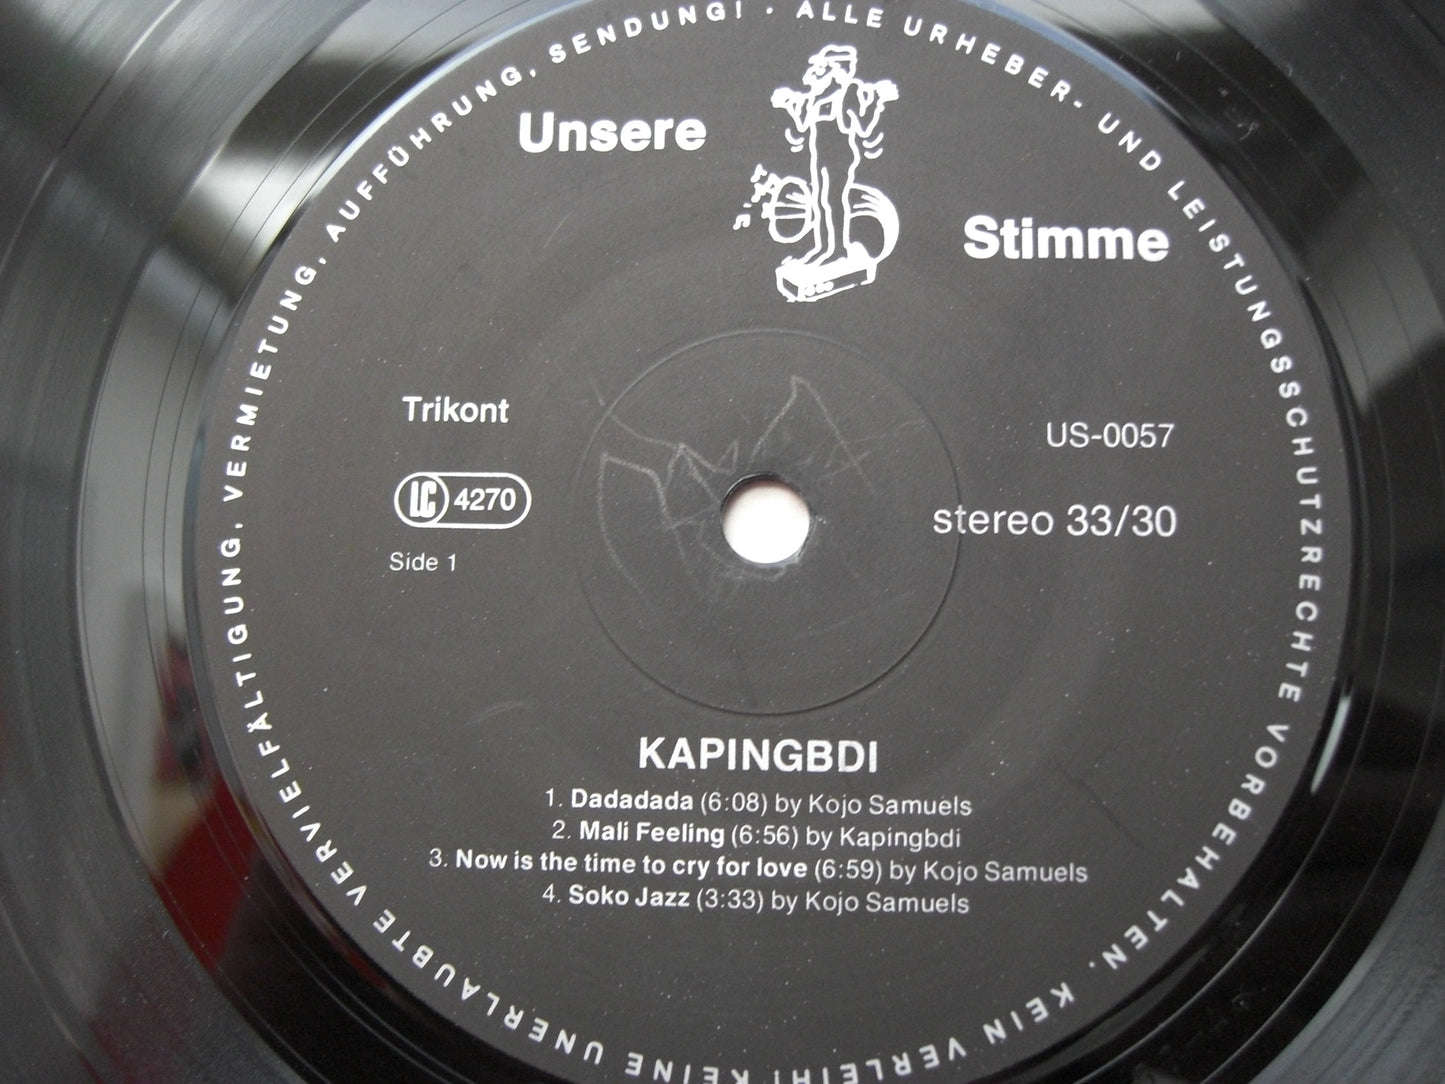 ALLE URHEBER- UND LEISTUNGSSCHUTZRECHTE VORBEHALTEN. KEIN VERLEIH! KEINE UNERLAUBTE VERVIELFÄLTIGUNG, VERMIETUNG, AUFFÜHRUNG, SENDUNG! ·
Unsere
Stimme
Trikont
US-0057
LC 4270
stereo 33/30
Side 1
KAPINGBDI
1. Dadadada (6:08) by Kojo Samuels
2. Mali Feeling (6:56) by Kapingbdi
3. Now is the time to cry for love (6:59) by Kojo Samuels
4. Soko Jazz (3:33) by Kojo Samuels